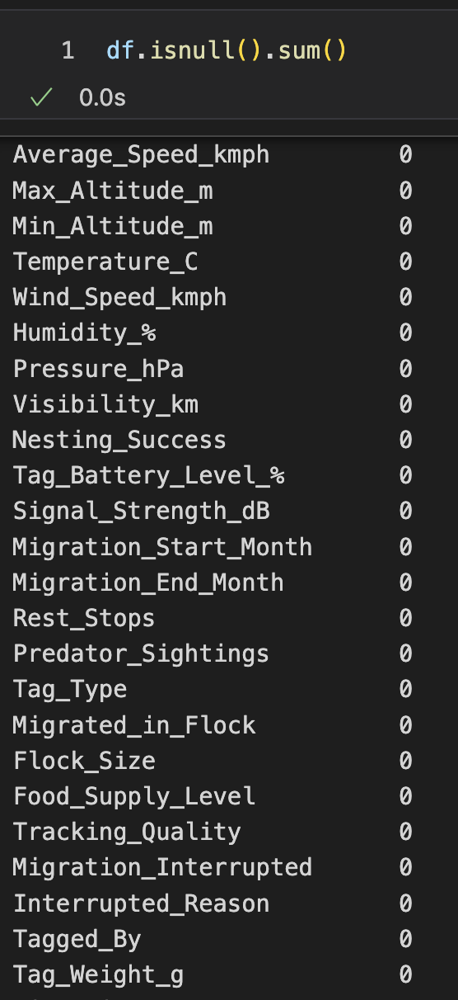 1 df.isnull().sum()
0.0s
Average_Speed_kmph 0
Max_Altitude_m 0
Min_Altitude_m 0
Temperature_C 0
Wind_Speed_kmph 0
Humidity_% 0
Pressure_hPa 0
Visibility_km 0
Nesting_Success 0
Tag_Battery_Level_% 0
Signal_Strength_dB 0
Migration_Start_Month 0
Migration_End_Month 0
Rest_Stops 0
Predator_Sightings 0
Tag_Type 0
Migrated_in_Flock 0
Flock_Size 0
Food_Supply_Level 0
Tracking_Quality 0
Migration_Interrupted 0
Interrupted_Reason 0
Tagged_By 0
Tag_Weight_g 0